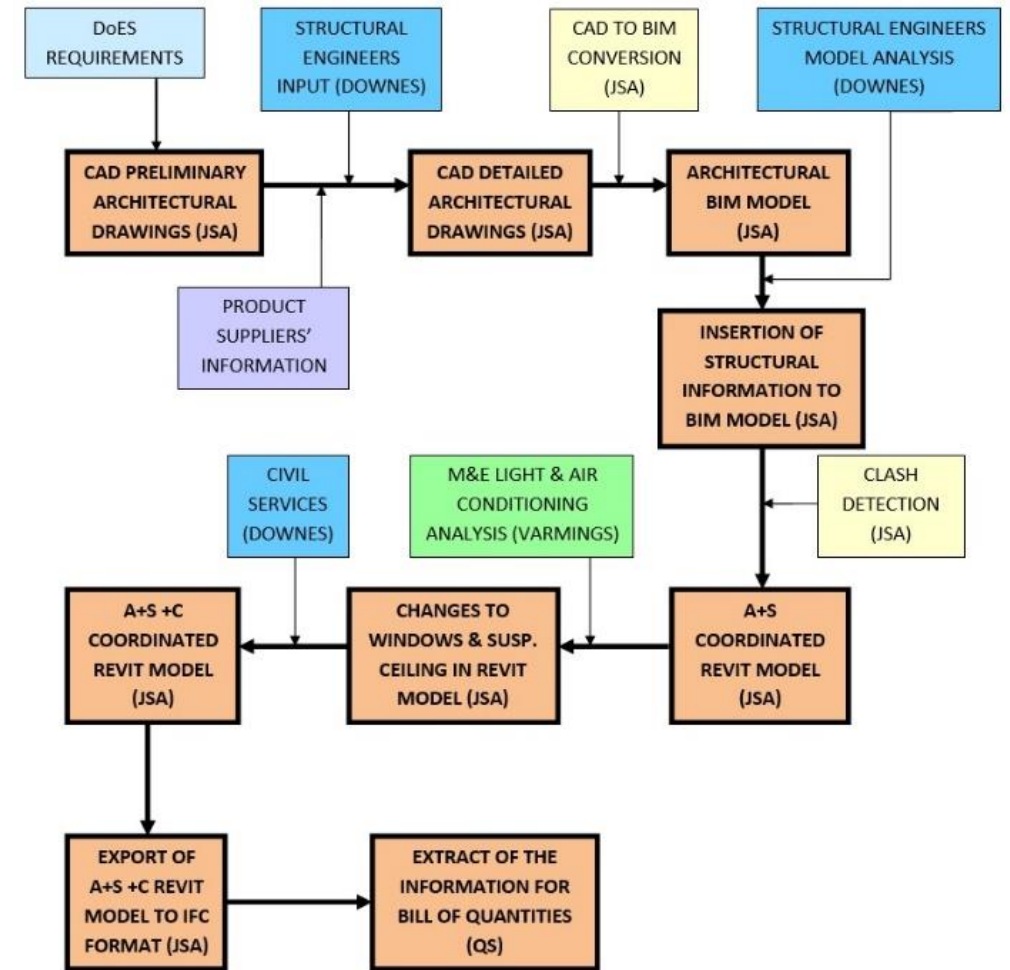 DoES
REQUIREMENTS
STRUCTURAL
ENGINEERS
INPUT (DOWNES)
CAD TO BIM
CONVERSION
(JSA)
STRUCTURAL ENGINEERS
MODEL ANALYSIS
(DOWNES)
CAD PRELIMINARY
ARCHITECTURAL
DRAWINGS (JSA)
CAD DETAILED
ARCHITECTURAL
DRAWINGS (JSA)
ARCHITECTURAL
BIM MODEL
(JSA)
PRODUCT
SUPPLIERS’
INFORMATION
INSERTION OF
STRUCTURAL
INFORMATION TO
BIM MODEL (JSA)
CIVIL
SERVICES
(DOWNES)
M&E LIGHT & AIR
CONDITIONING
ANALYSIS (VARMINGS)
CLASH
DETECTION
(JSA)
A+S +C
COORDINATED
REVIT MODEL
(JSA)
CHANGES TO
WINDOWS & SUSP.
CEILING IN REVIT
MODEL (JSA)
A+S
COORDINATED
REVIT MODEL
(JSA)
EXPORT OF
A+S +C REVIT
MODEL TO IFC
FORMAT (JSA)
EXTRACT OF THE
INFORMATION FOR
BILL OF QUANTITIES
(QS)